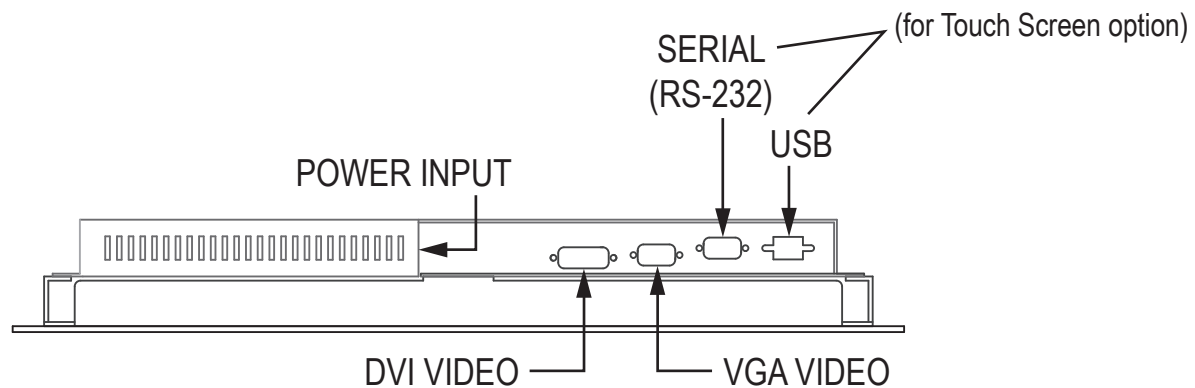 (for Touch Screen option)
SERIAL
(RS-232)
USB
POWER INPUT
DVI VIDEO
VGA VIDEO